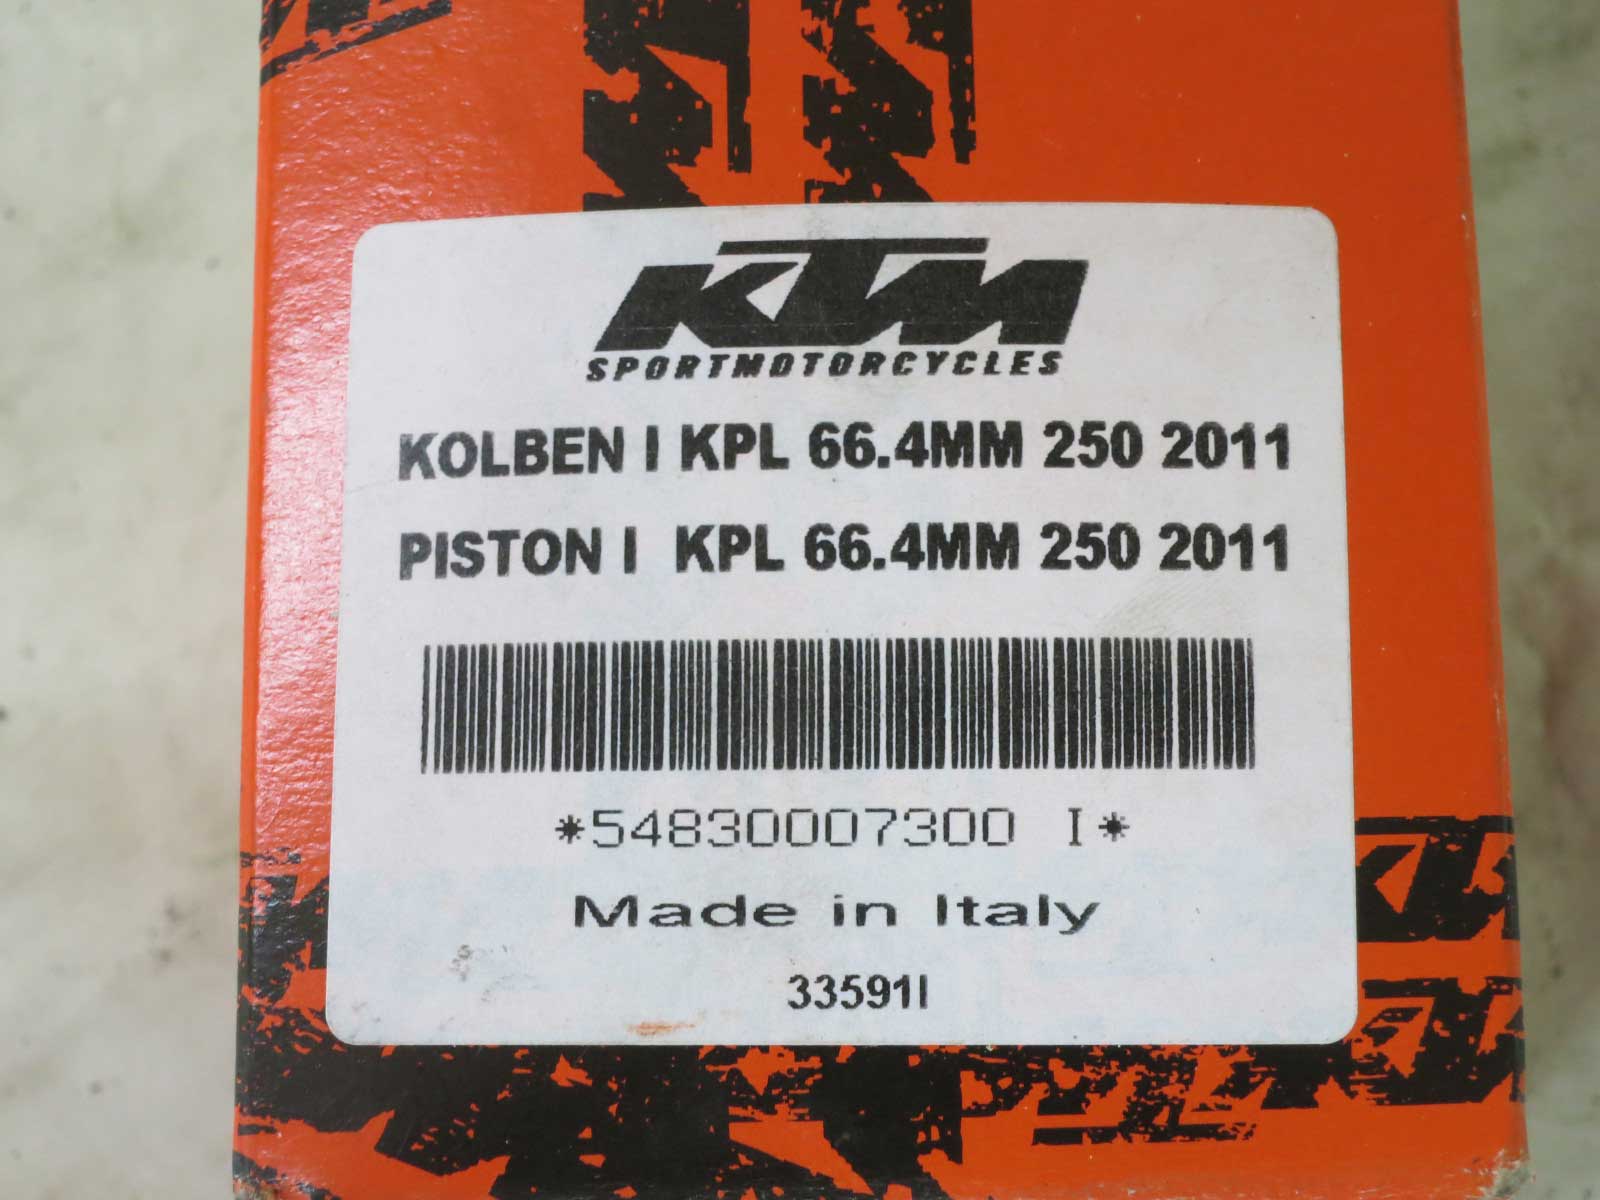 KTM
SPORTMOTORCYCLES
KOLBEN I KPL 66.4MM 250 2011
PISTON I KPL 66.4MM 250 2011
*54830007300 I*
Made in Italy
33591I